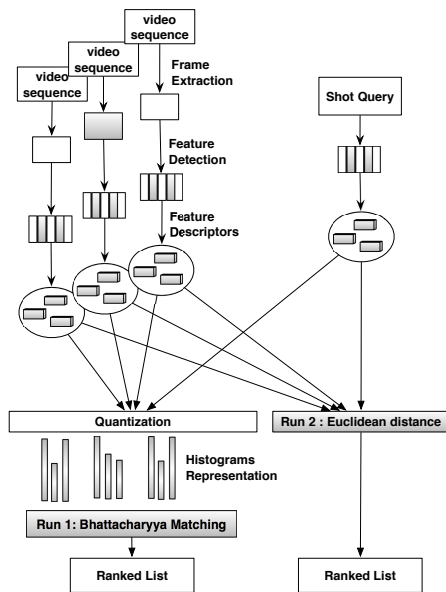 video
sequence
video
sequence
video
sequence
Frame
Extraction
Shot Query
Feature
Detection
Feature
Descriptors
Quantization
Run 2 : Euclidean distance
Histograms
Representation
Run 1: Bhattacharyya Matching
Ranked List
Ranked List